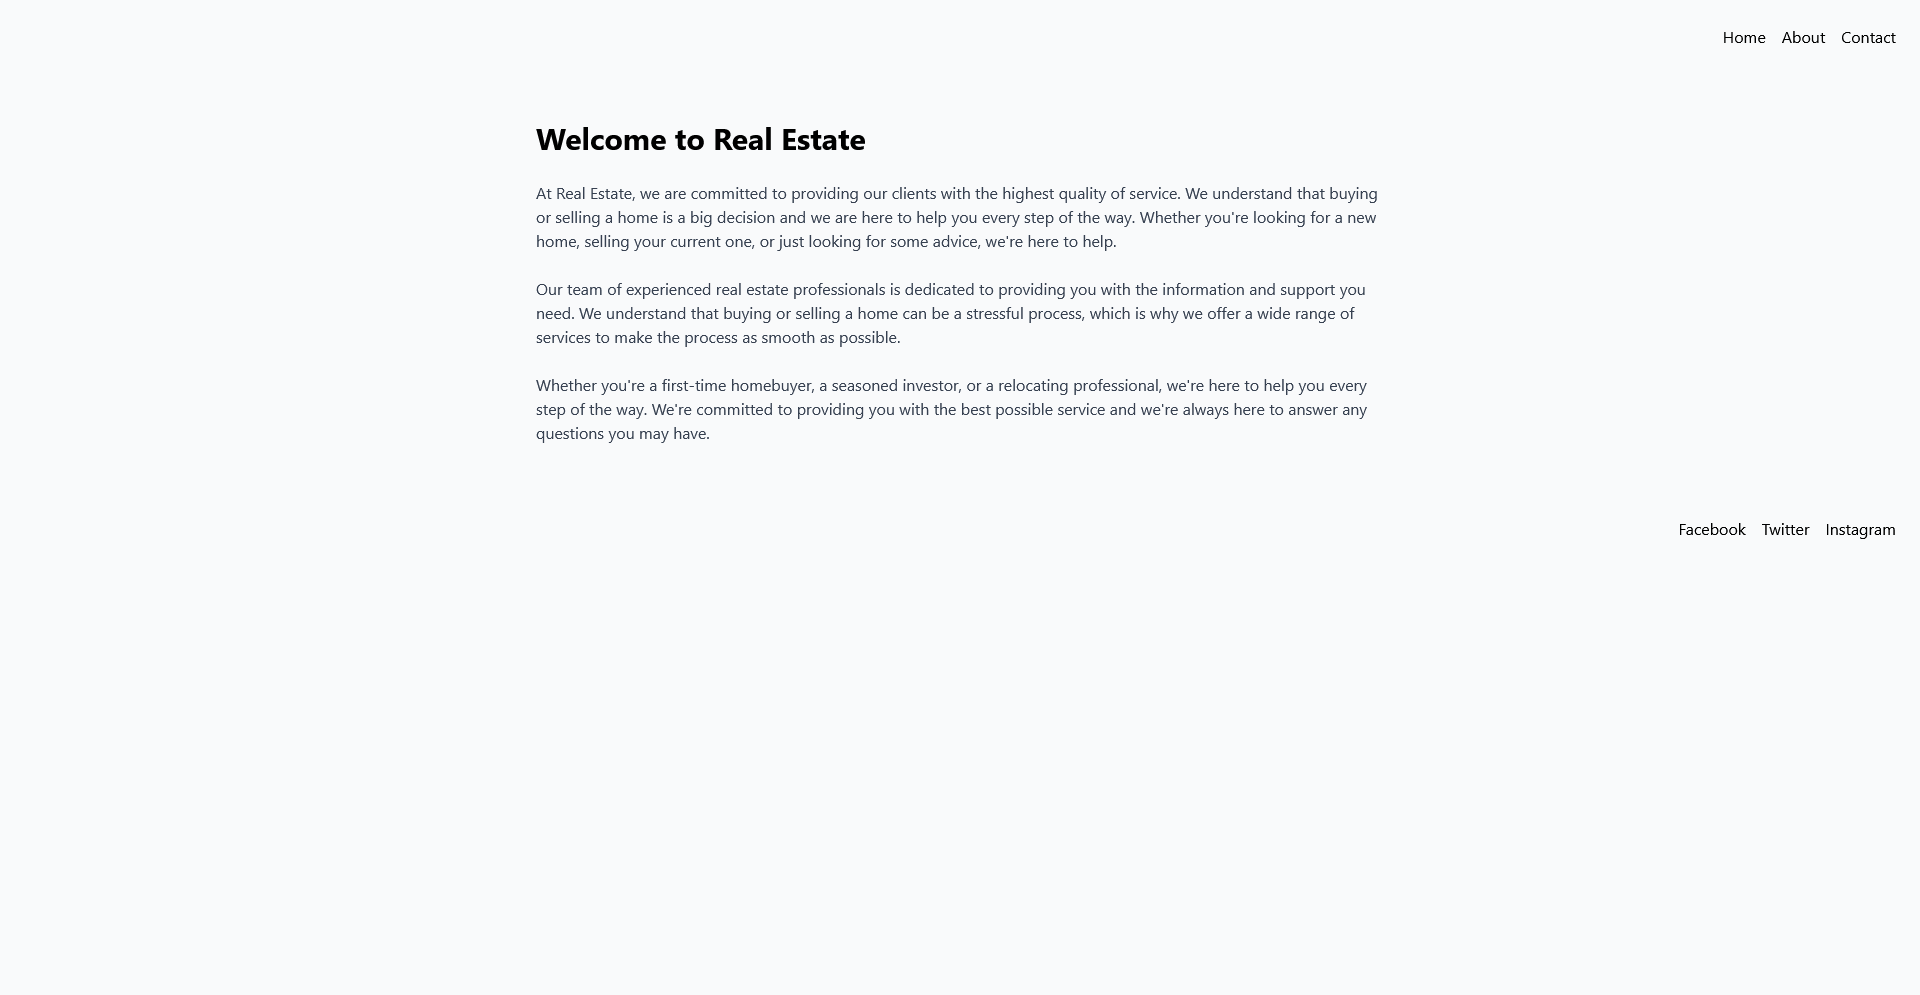 Home About Contact
Welcome to Real Estate
At Real Estate, we are committed to providing our clients with the highest quality of service. We understand that buying
or selling a home is a big decision and we are here to help you every step of the way. Whether you're looking for a new
home, selling your current one, or just looking for some advice, we're here to help.
Our team of experienced real estate professionals is dedicated to providing you with the information and support you
need. We understand that buying or selling a home can be a stressful process, which is why we offer a wide range of
services to make the process as smooth as possible.
Whether you're a first-time homebuyer, a seasoned investor, or a relocating professional, we're here to help you every
step of the way. We're committed to providing you with the best possible service and we're always here to answer any
questions you may have.
Facebook Twitter Instagram